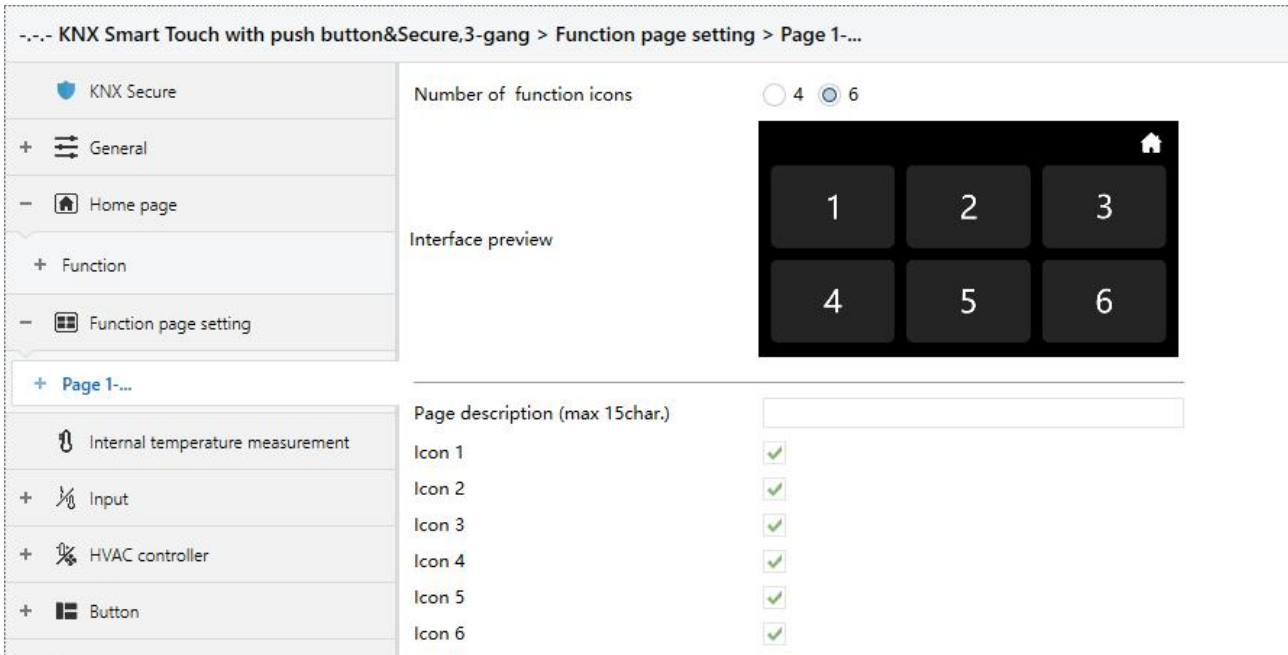 -.-.- KNX Smart Touch with push button&Secure,3-gang > Function page setting > Page 1-...
KNX Secure
+ General
- Home page
+ Function
- Function page setting
+ Page 1-...
Internal temperature measurement
+ Input
+ HVAC controller
+ Button
Number of function icons 4 6
Interface preview
1 2 3
4 5 6
Page description (max 15char.)
Icon 1
Icon 2
Icon 3
Icon 4
Icon 5
Icon 6